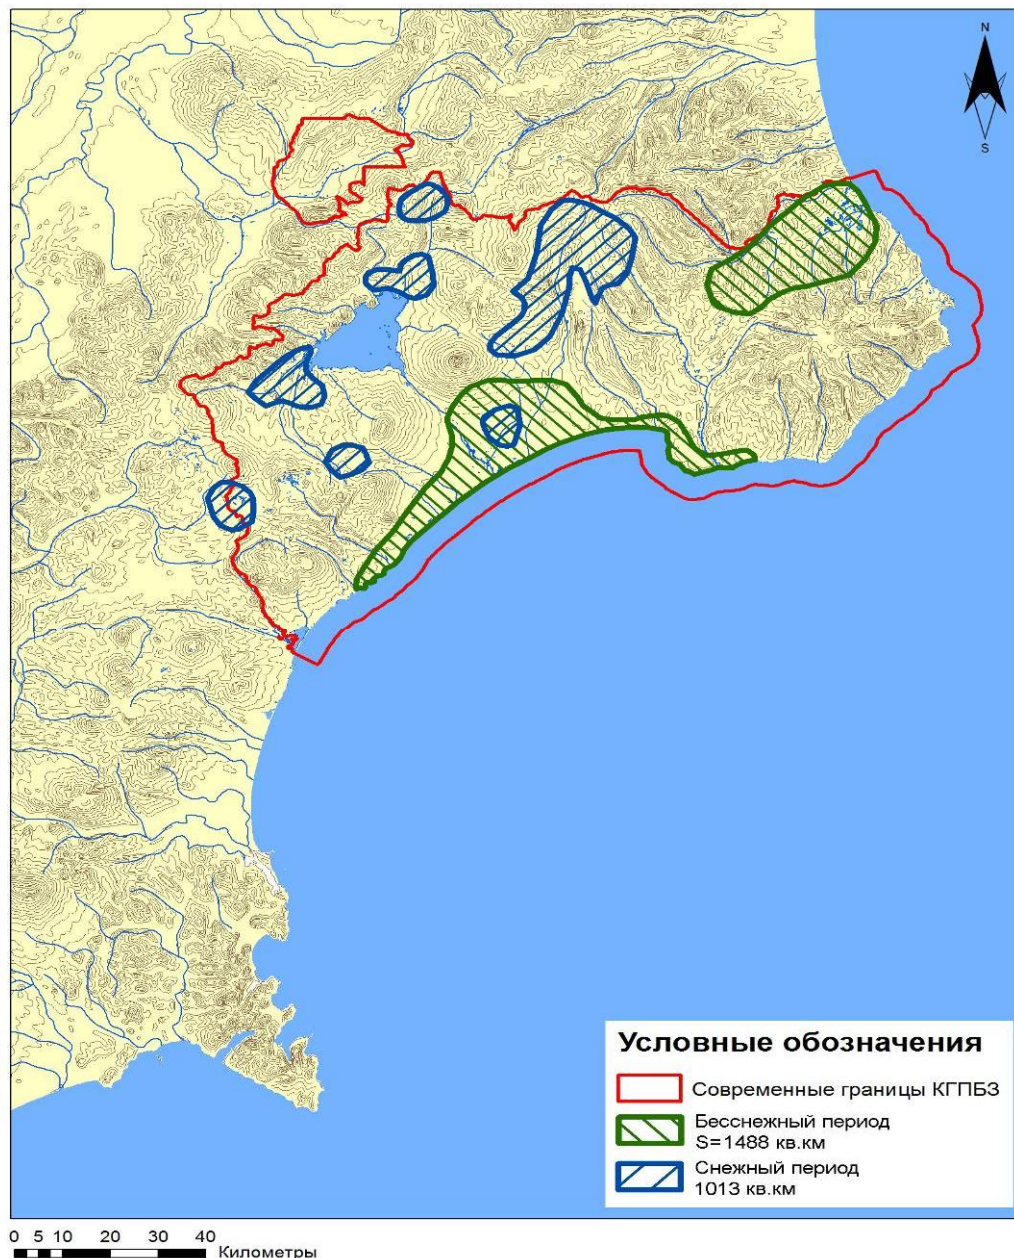 N
S
Условные обозначения
Современные границы КГПБЗ
Бесснежный период
S=1488 кв.км
Снежный период
1013 кв.км
0 5 10 20 30 40
Километры